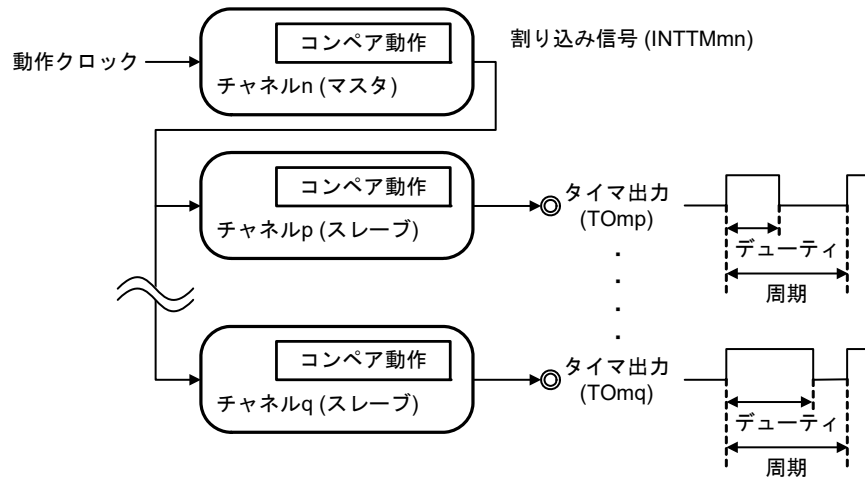 コンペア動作
割り込み信号 (INTTMmn)
動作クロック
チャネルn (マスタ)
コンペア動作
タイマ出力
(TOmp)
チャネルp (スレーブ)
デューティ
周期
コンペア動作
タイマ出力
(TOmq)
チャネルq (スレーブ)
デューティ
周期